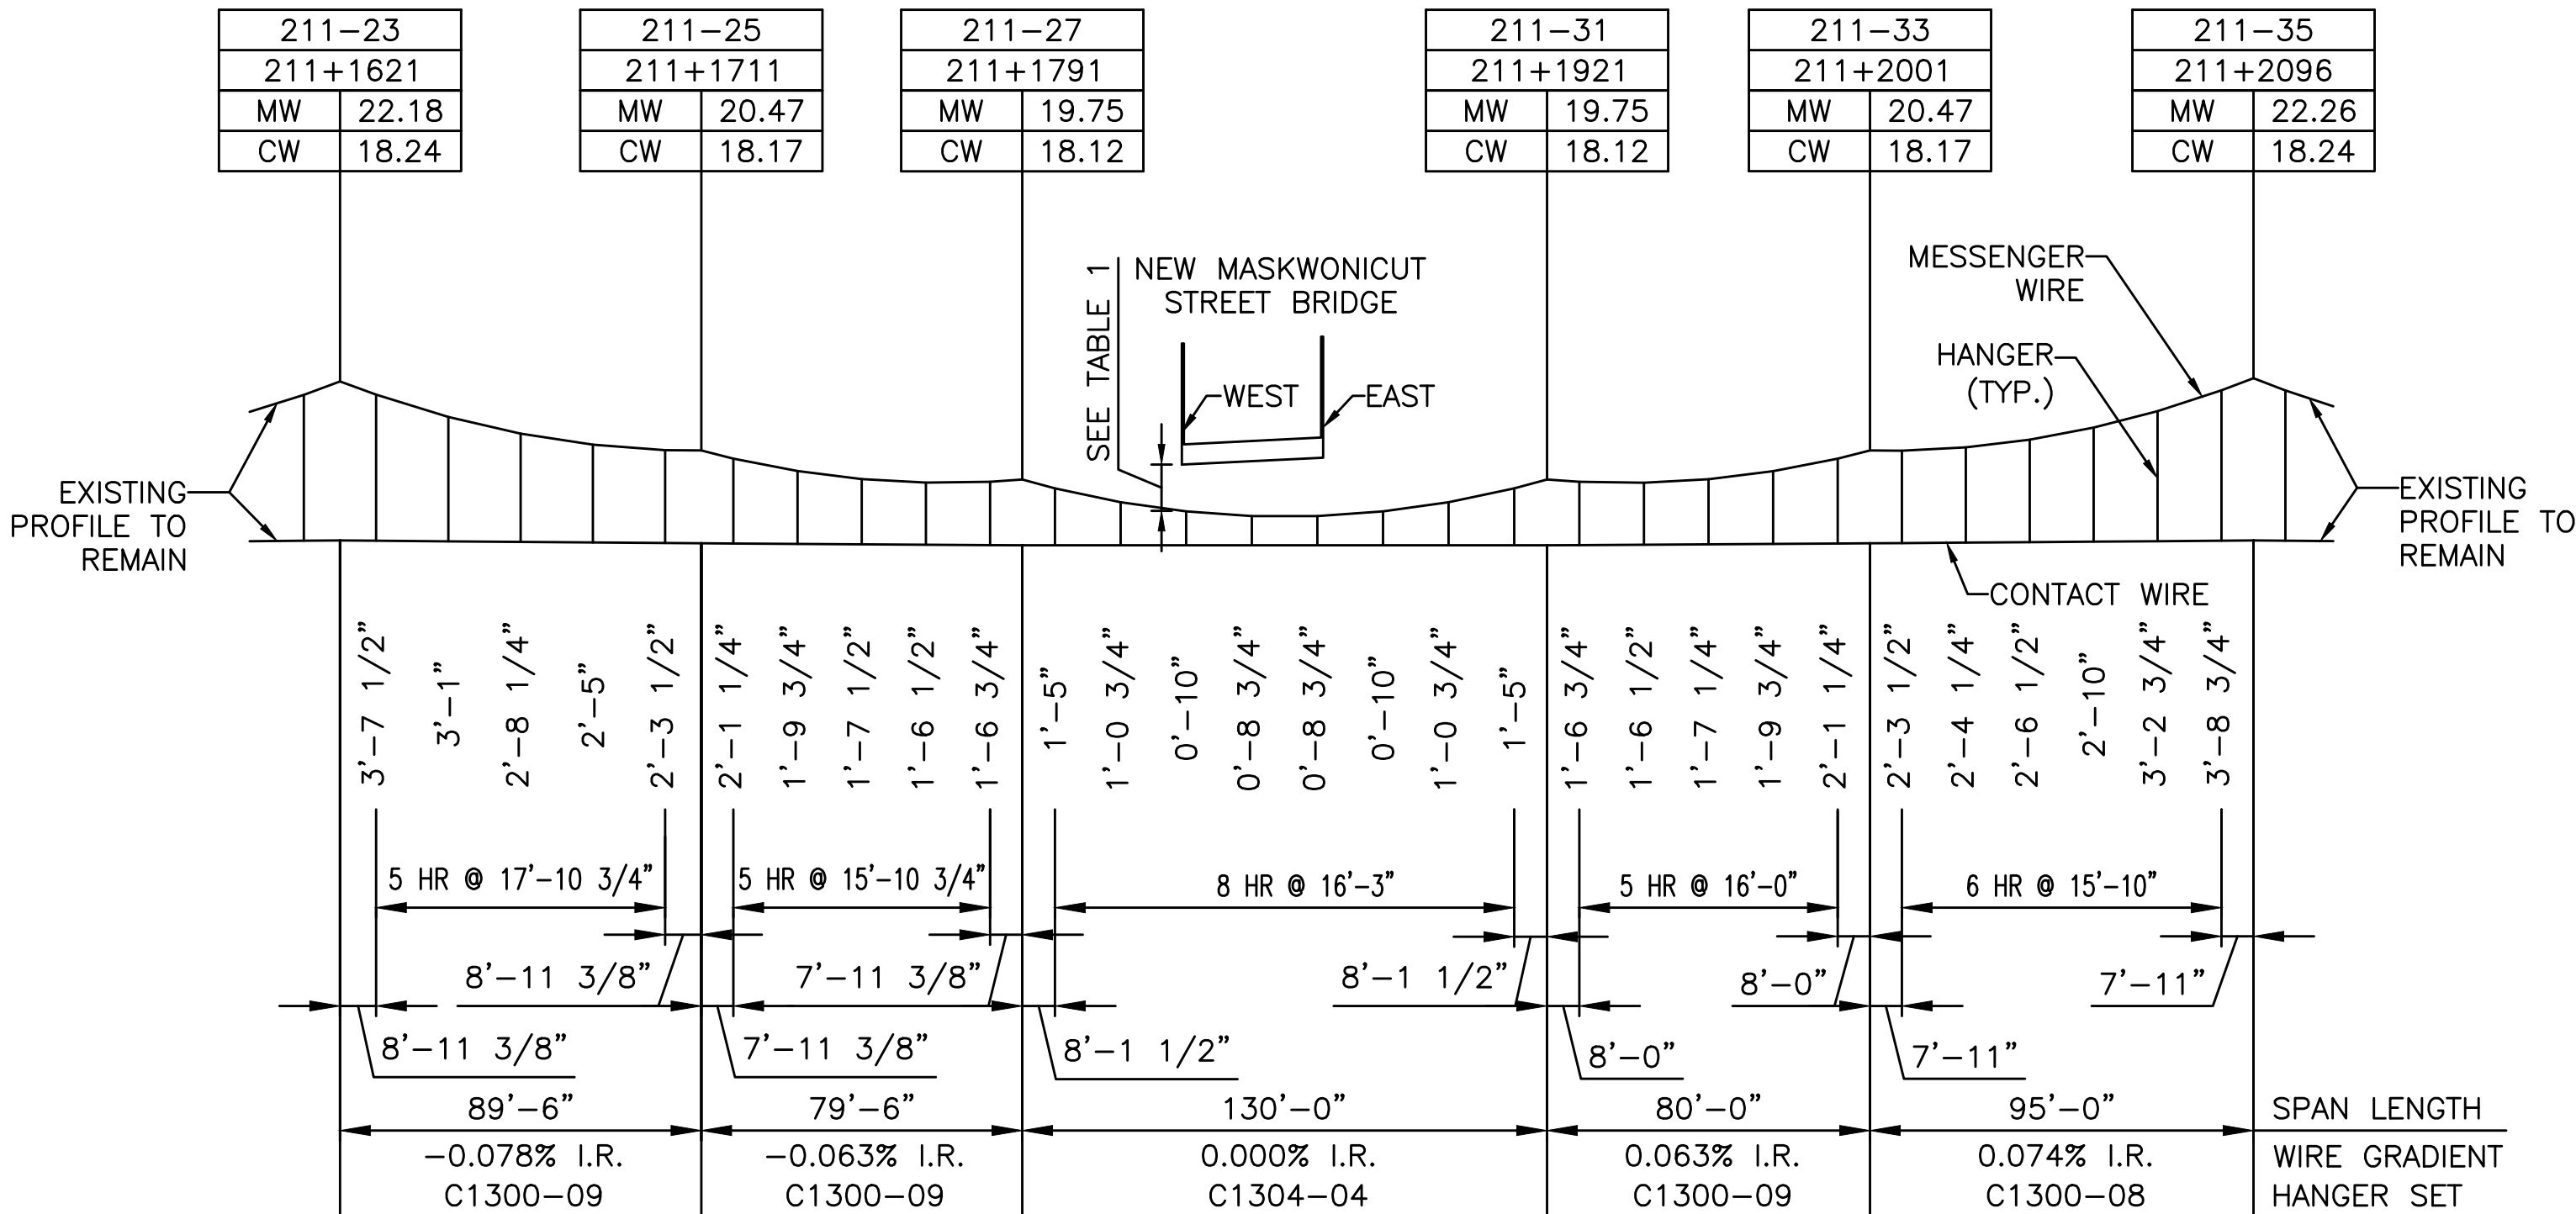 211-23
211+1621
MW 22.18
CW 18.24
211-25
211+1711
MW 20.47
CW 18.17
211-27
211+1791
MW 19.75
CW 18.12
211-31
211+1921
MW 19.75
CW 18.12
211-33
211+2001
MW 20.47
CW 18.17
211-35
211+2096
MW 22.26
CW 18.24
SEE TABLE 1
NEW MASKWONICUT
STREET BRIDGE
WEST
EAST
MESSENGER
WIRE
HANGER
(TYP.)
EXISTING
PROFILE TO
REMAIN
EXISTING
PROFILE TO
REMAIN
CONTACT WIRE
3'-7 1/2"
3'-1"
2'-8 1/4"
2'-5"
2'-3 1/2"
2'-1 1/4"
1'-9 3/4"
1'-7 1/2"
1'-6 1/2"
1'-6 3/4"
1'-5"
1'-0 3/4"
0'-10"
0'-8 3/4"
0'-8 3/4"
0'-10"
1'-0 3/4"
1'-5"
1'-6 3/4"
1'-6 1/2"
1'-7 1/4"
1'-9 3/4"
2'-1 1/4"
2'-3 1/2"
2'-4 1/4"
2'-6 1/2"
2'-10"
3'-2 3/4"
3'-8 3/4"
5 HR @ 17'-10 3/4"
5 HR @ 15'-10 3/4"
8 HR @ 16'-3"
5 HR @ 16'-0"
6 HR @ 15'-10"
8'-11 3/8"
7'-11 3/8"
8'-1 1/2"
8'-0"
7'-11"
8'-11 3/8"
7'-11 3/8"
8'-1 1/2"
8'-0"
7'-11"
89'-6"
79'-6"
130'-0"
80'-0"
95'-0"
SPAN LENGTH
-0.078% I.R.
-0.063% I.R.
0.000% I.R.
0.063% I.R.
0.074% I.R.
WIRE GRADIENT
C1300-09
C1300-09
C1304-04
C1300-09
C1300-08
HANGER SET